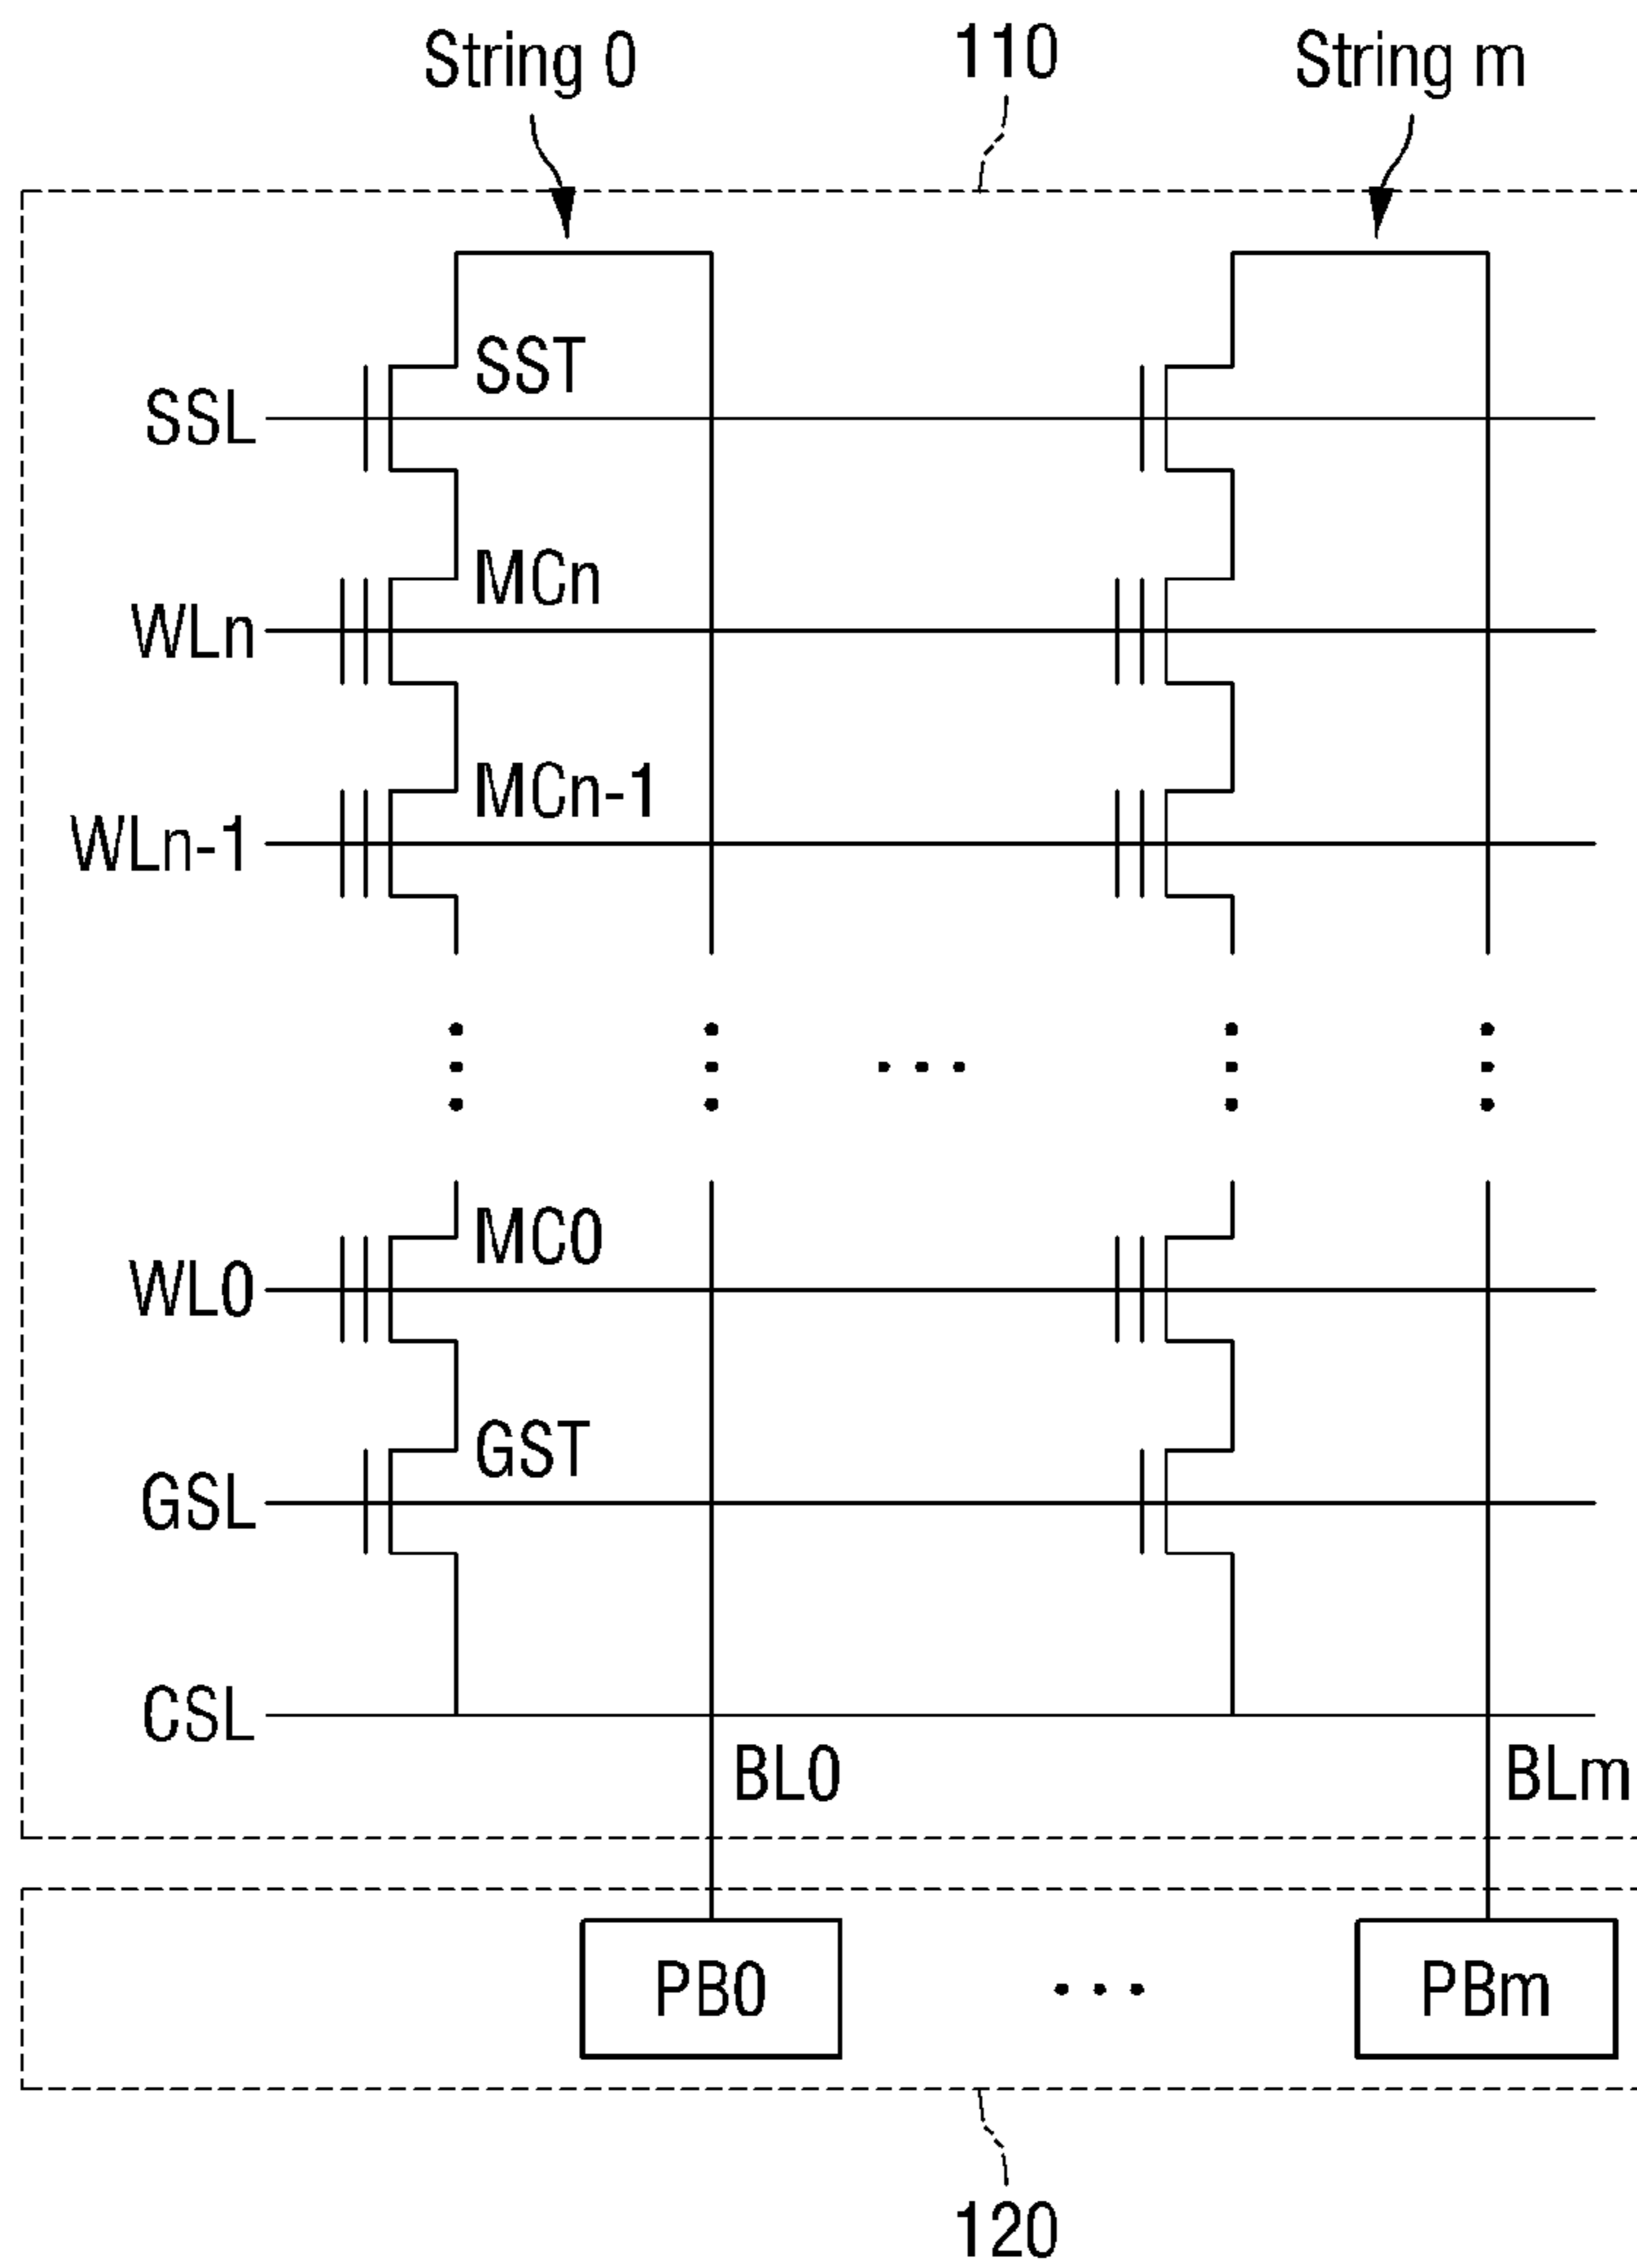 String 0
110
String m
SST
SSL
MCn
WLn
MCn-1
WLn-1
MC0
WL0
GST
GSL
CSL
BL0
BLm
PB0
PBm
120